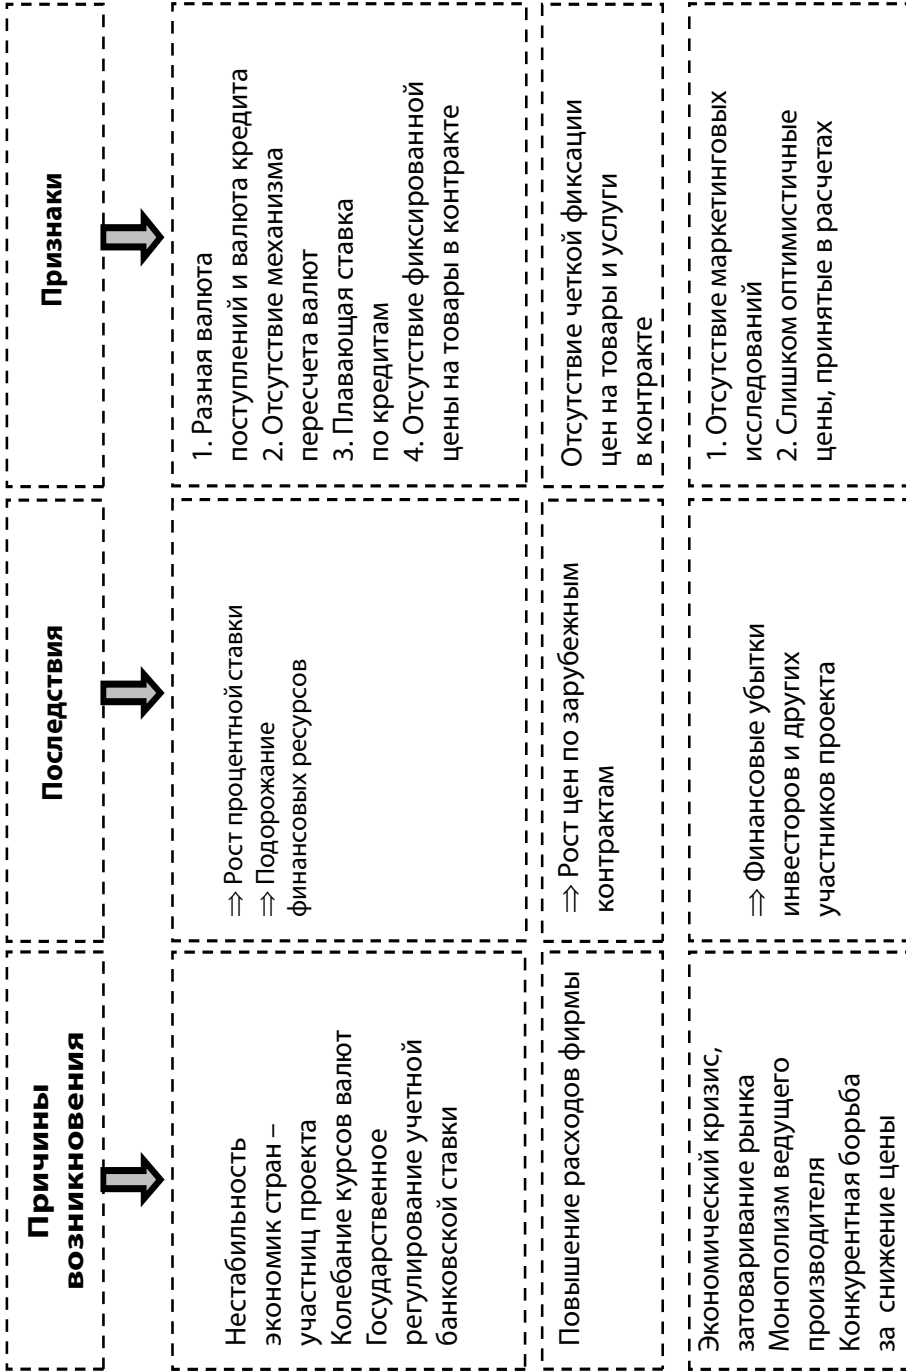 Причины
возникновения
Последствия
Признаки
Нестабильность
экономик стран –
участниц проекта
Колебание курсов валют
Государственное
регулирование учетной
банковской ставки
⇒ Рост процентной ставки
⇒ Подорожание
финансовых ресурсов
1. Разная валюта
поступлений и валюта кредита
2. Отсутствие механизма
пересчета валют
3. Плавающая ставка
по кредитам
4. Отсутствие фиксированной
цены на товары в контракте
Повышение расходов фирмы
⇒ Рост цен по зарубежным
контрактам
Отсутствие четкой фиксации
цен на товары и услуги
в контракте
Экономический кризис,
затоваривание рынка
Монополизм ведущего
производителя
Конкурентная борьба
за снижение цены
⇒ Финансовые убытки
инвесторов и других
участников проекта
1. Отсутствие маркетинговых
исследований
2. Слишком оптимистичные
цены, принятые в расчетах